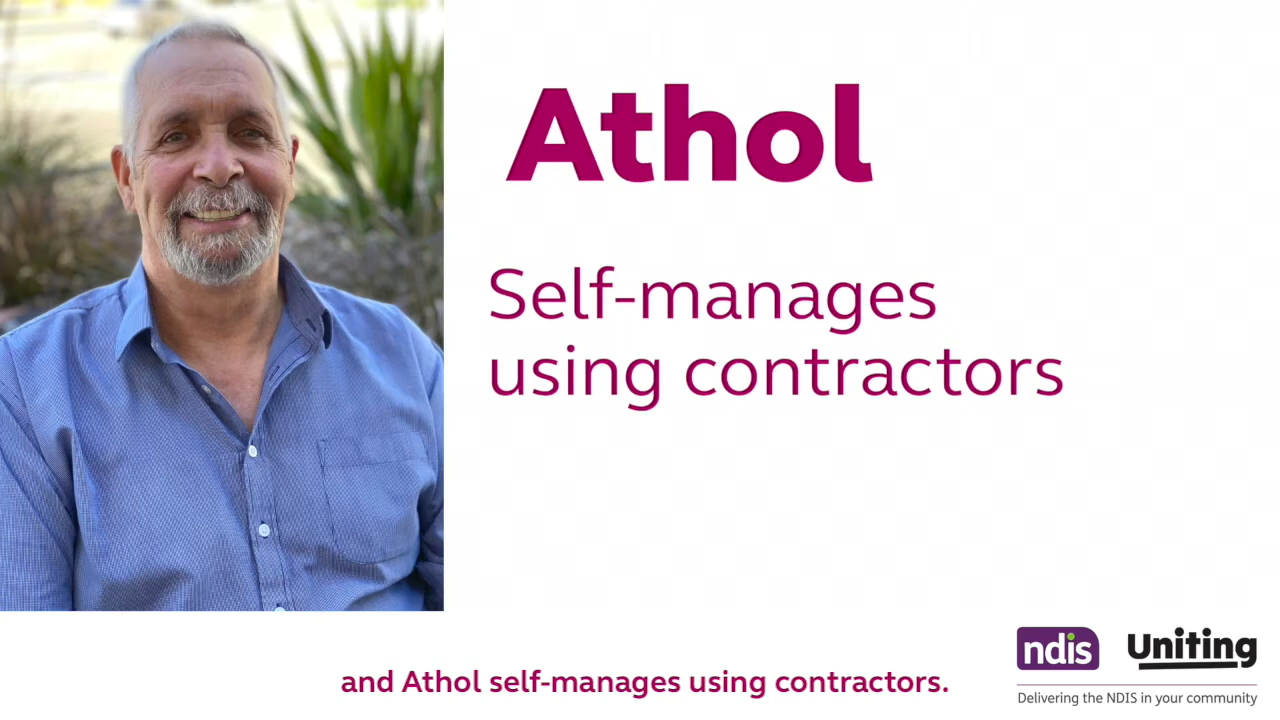 Athol
Self-manages
using contractors
and Athol self-manages using contractors.
ndis Uniting
Delivering the NDIS in your community